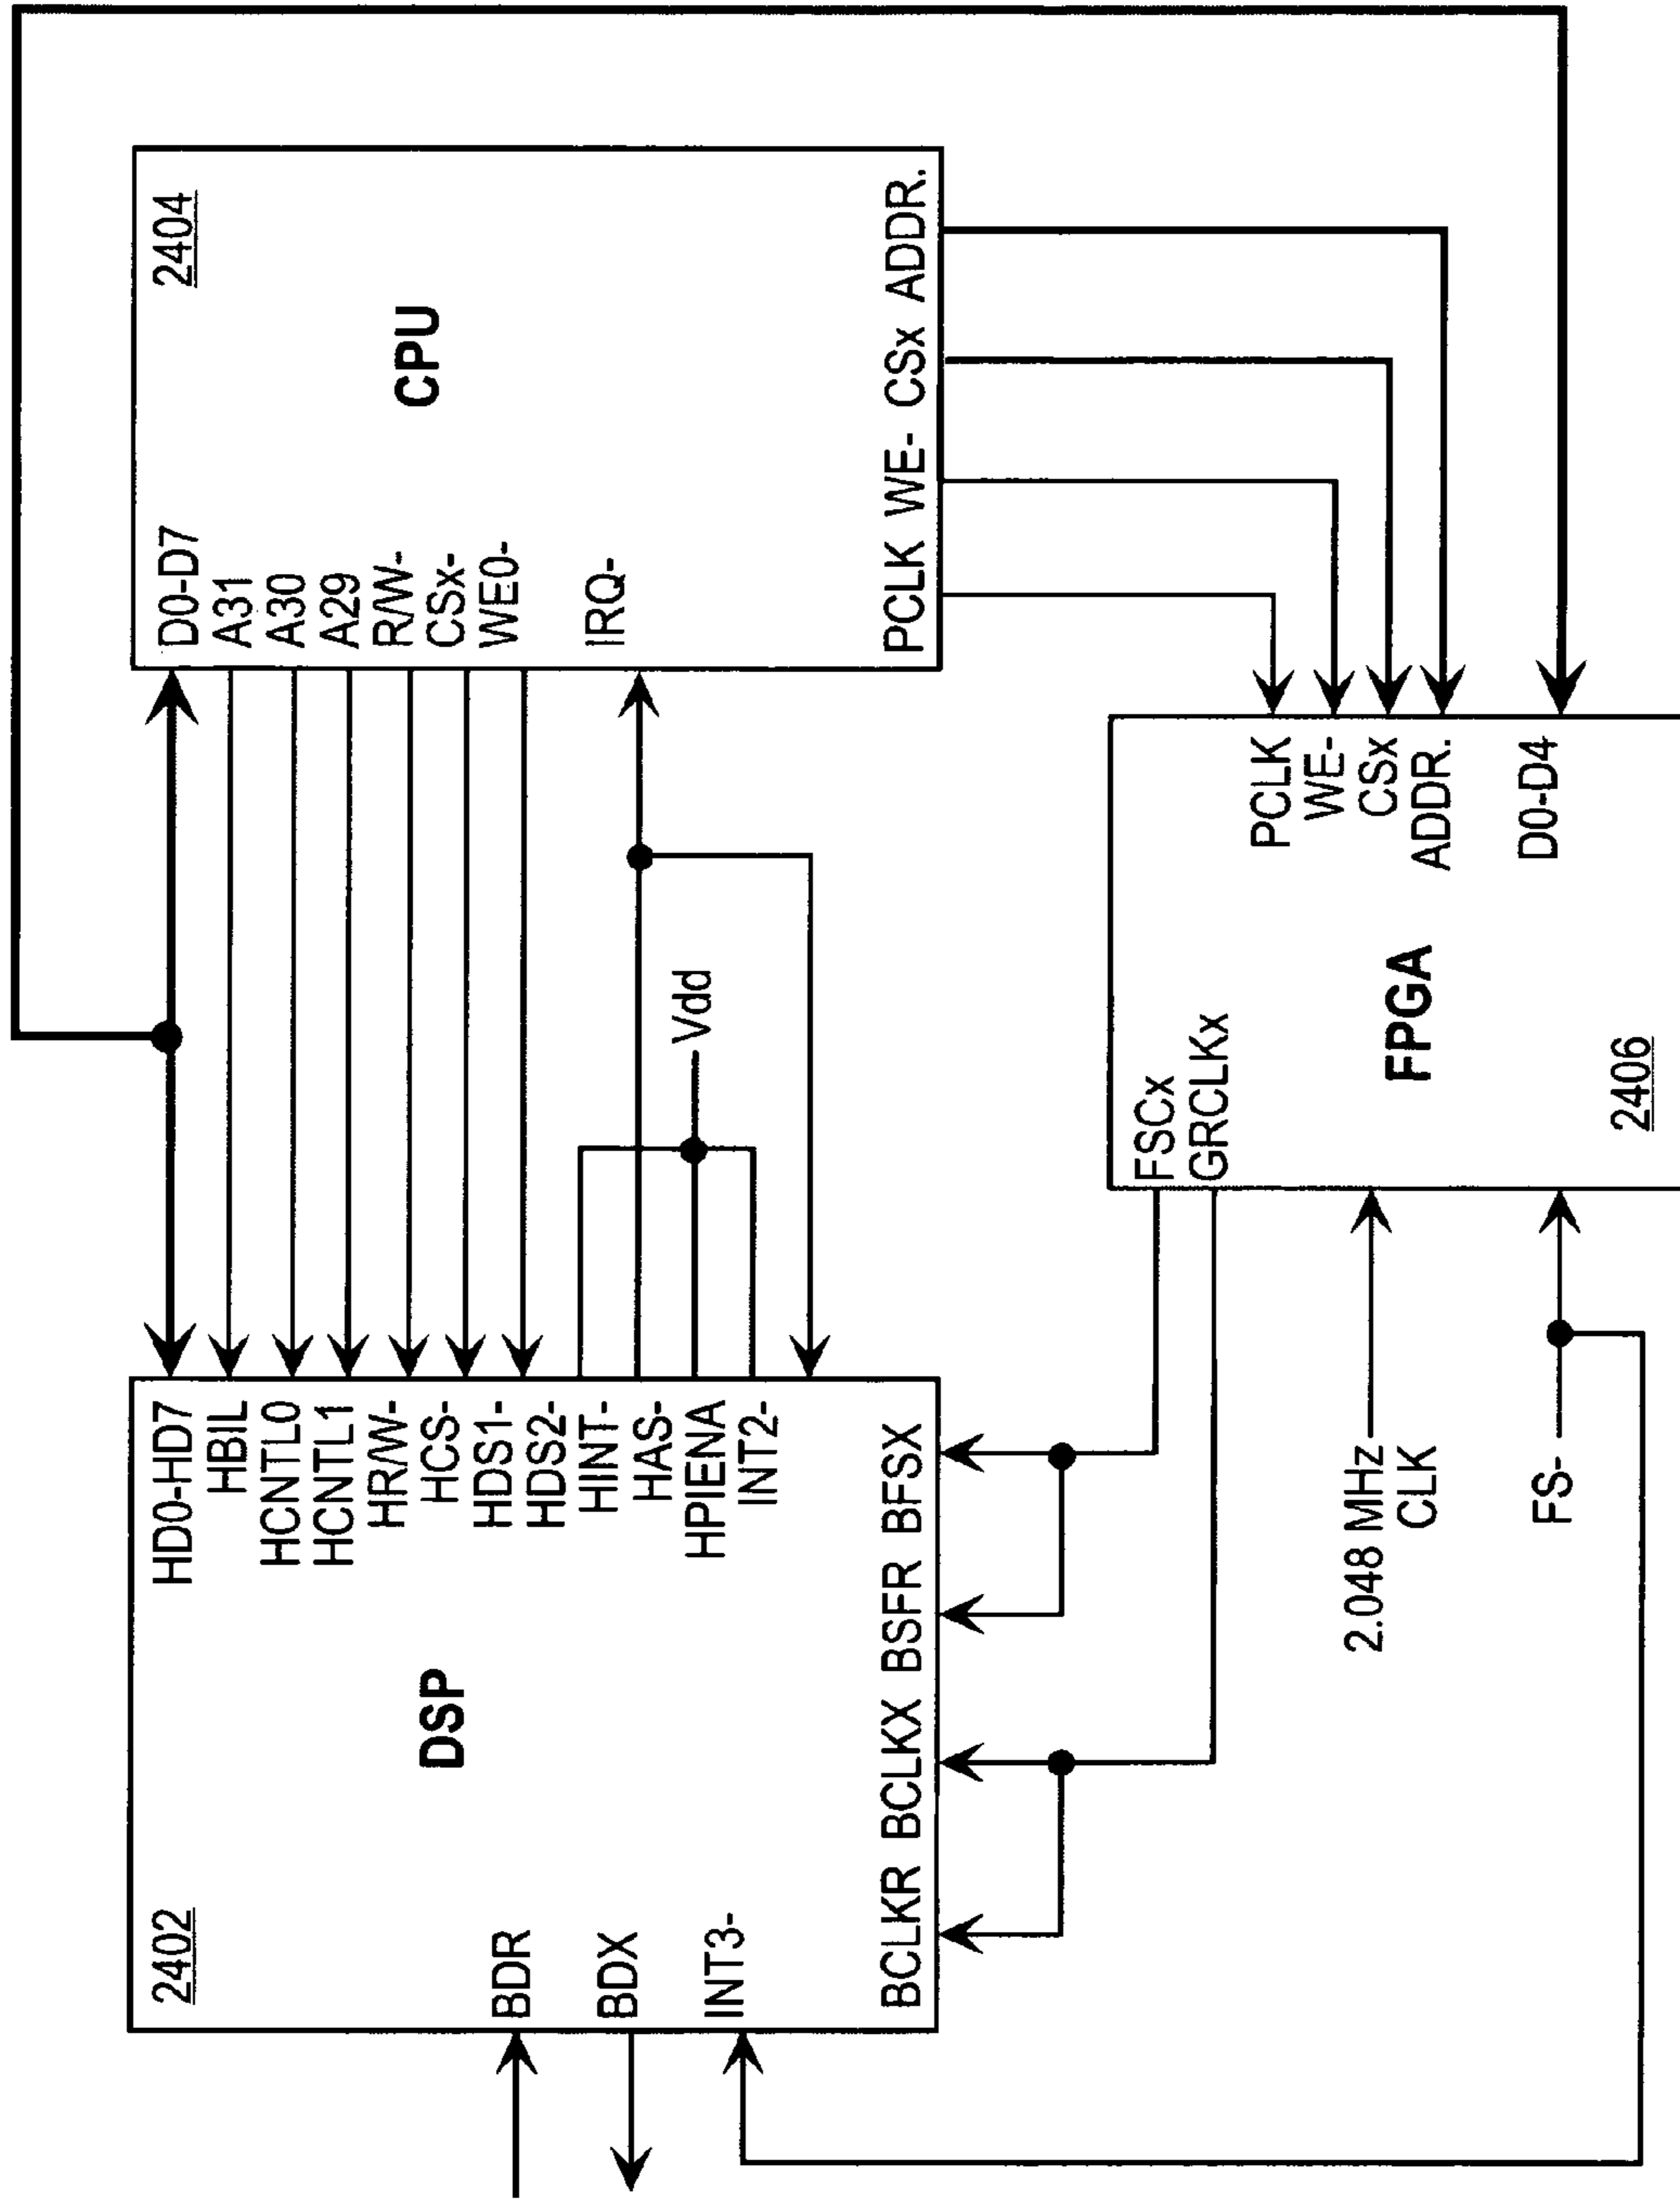 2402
DSP
BDR
BDX
INT3-
HD0-HD7
HBIL
HCNTL0
HCNTL1
HR/W-
HCS-
HDS1-
HDS2-
HINT-
HAS-
HPIENA
INT2-
BCLKR BCLKX BSFR BFSX
Vdd
2404
CPU
D0-D7
A31
A30
A29
R/W-
CSx-
WE0-
IRQ-
PCLK WE- CSx ADDR.
FSCx
GRCLKx
FPGA
2406
PCLK
WE-
CSx
ADDR.
D0-D4
2.048 MHz
CLK
FS-